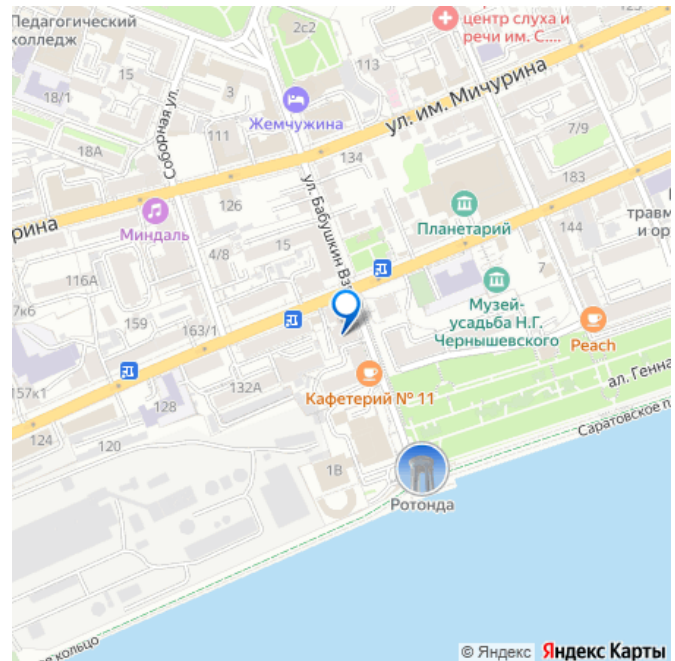 Педагогический
колледж
2с2
центр слуха и
речи им. С....
113
15
3
18/1
Соборная ул.
Жемчужина
ул. им. Мичурина
111
7/9
18А
134
ул. Бабушкин Взв
183
126
Планетарий
рина
Миндаль
травм
и ор
144
15
4/8
7
116А
Музей-
усадьба Н.Г.
Чернышевского
7к6
159
163/1
Peach
157к1
132А
Кафетерий № 11
ал. Генна
128
124
120
Саратовское п
1В
Ротонда
ое кольцо
© Яндекс Яндекс Карты